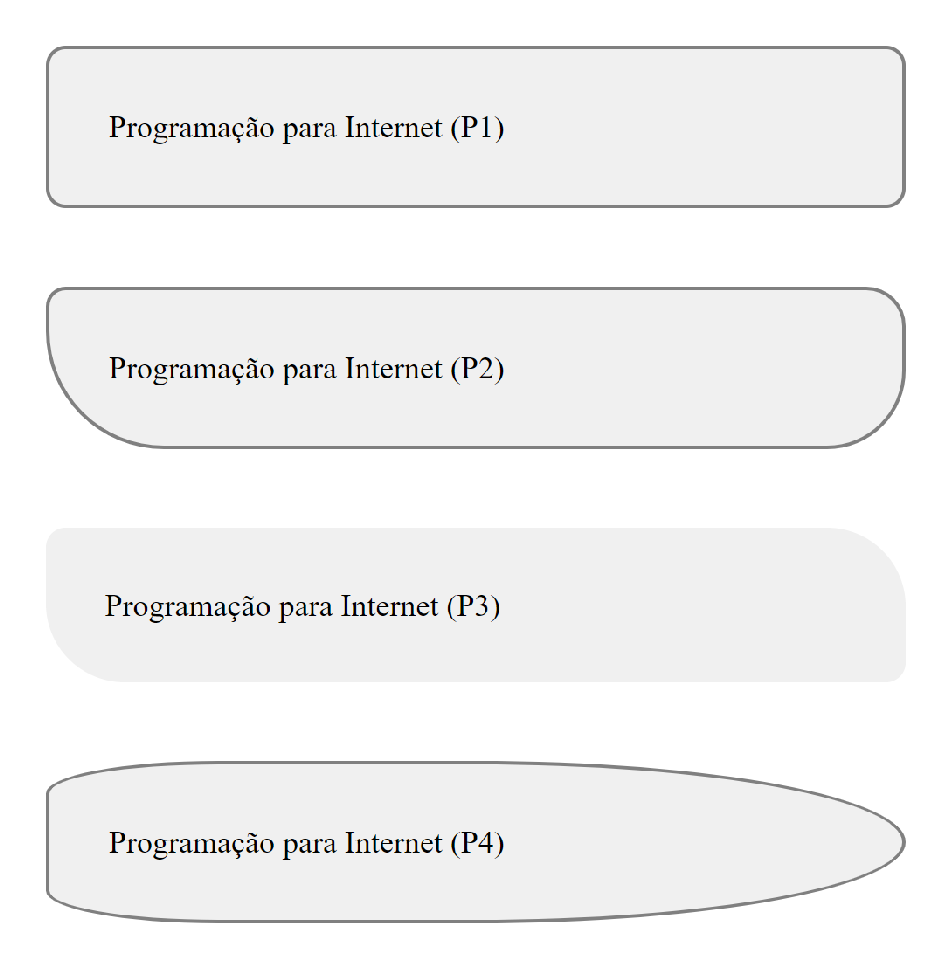 Programação para Internet (P1)
Programação para Internet (P2)
Programação para Internet (P3)
Programação para Internet (P4)